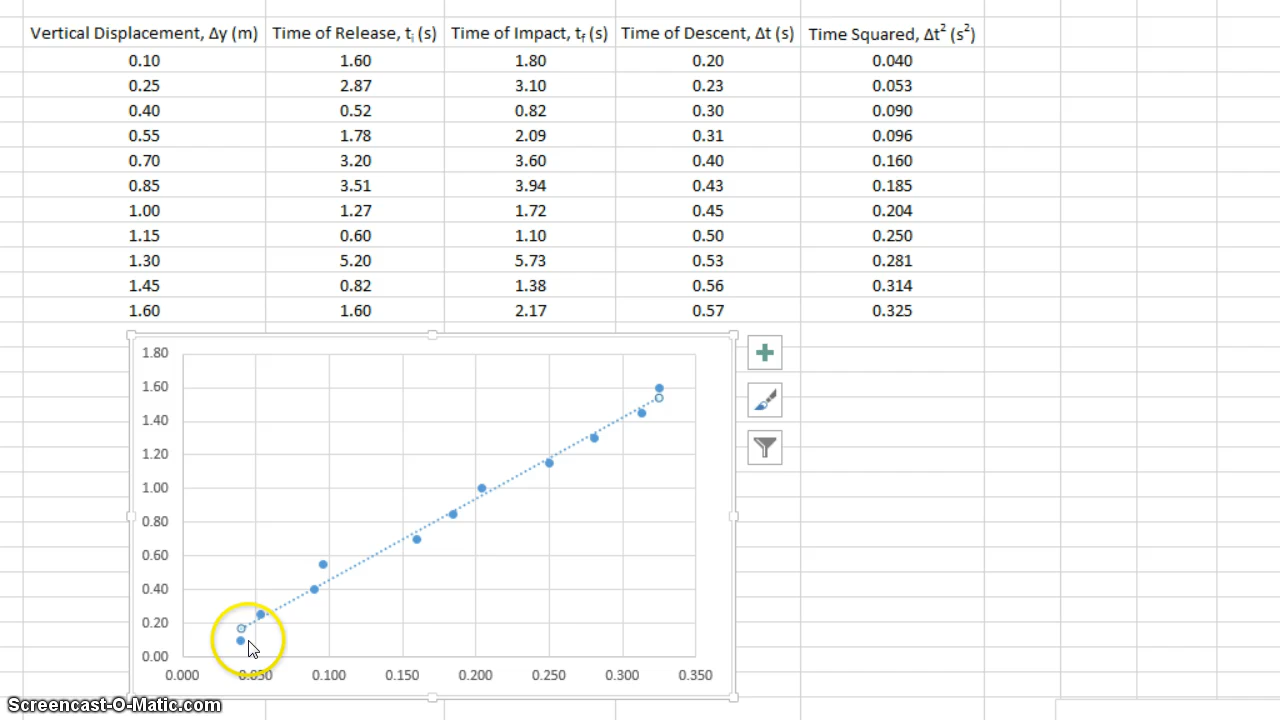 Vertical Displacement, Δy (m) Time of Release, tᵢ (s) Time of Impact, t_f (s) Time of Descent, Δt (s) Time Squared, Δt² (s²)
0.10 1.60 1.80 0.20 0.040
0.25 2.87 3.10 0.23 0.053
0.40 0.52 0.82 0.30 0.090
0.55 1.78 2.09 0.31 0.096
0.70 3.20 3.60 0.40 0.160
0.85 3.51 3.94 0.43 0.185
1.00 1.27 1.72 0.45 0.204
1.15 0.60 1.10 0.50 0.250
1.30 5.20 5.73 0.53 0.281
1.45 0.82 1.38 0.56 0.314
1.60 1.60 2.17 0.57 0.325
1.80
1.60
1.40
1.20
1.00
0.80
0.60
0.40
0.20
0.00
0.000 0.050 0.100 0.150 0.200 0.250 0.300 0.350
Screencast-O-Matic.com